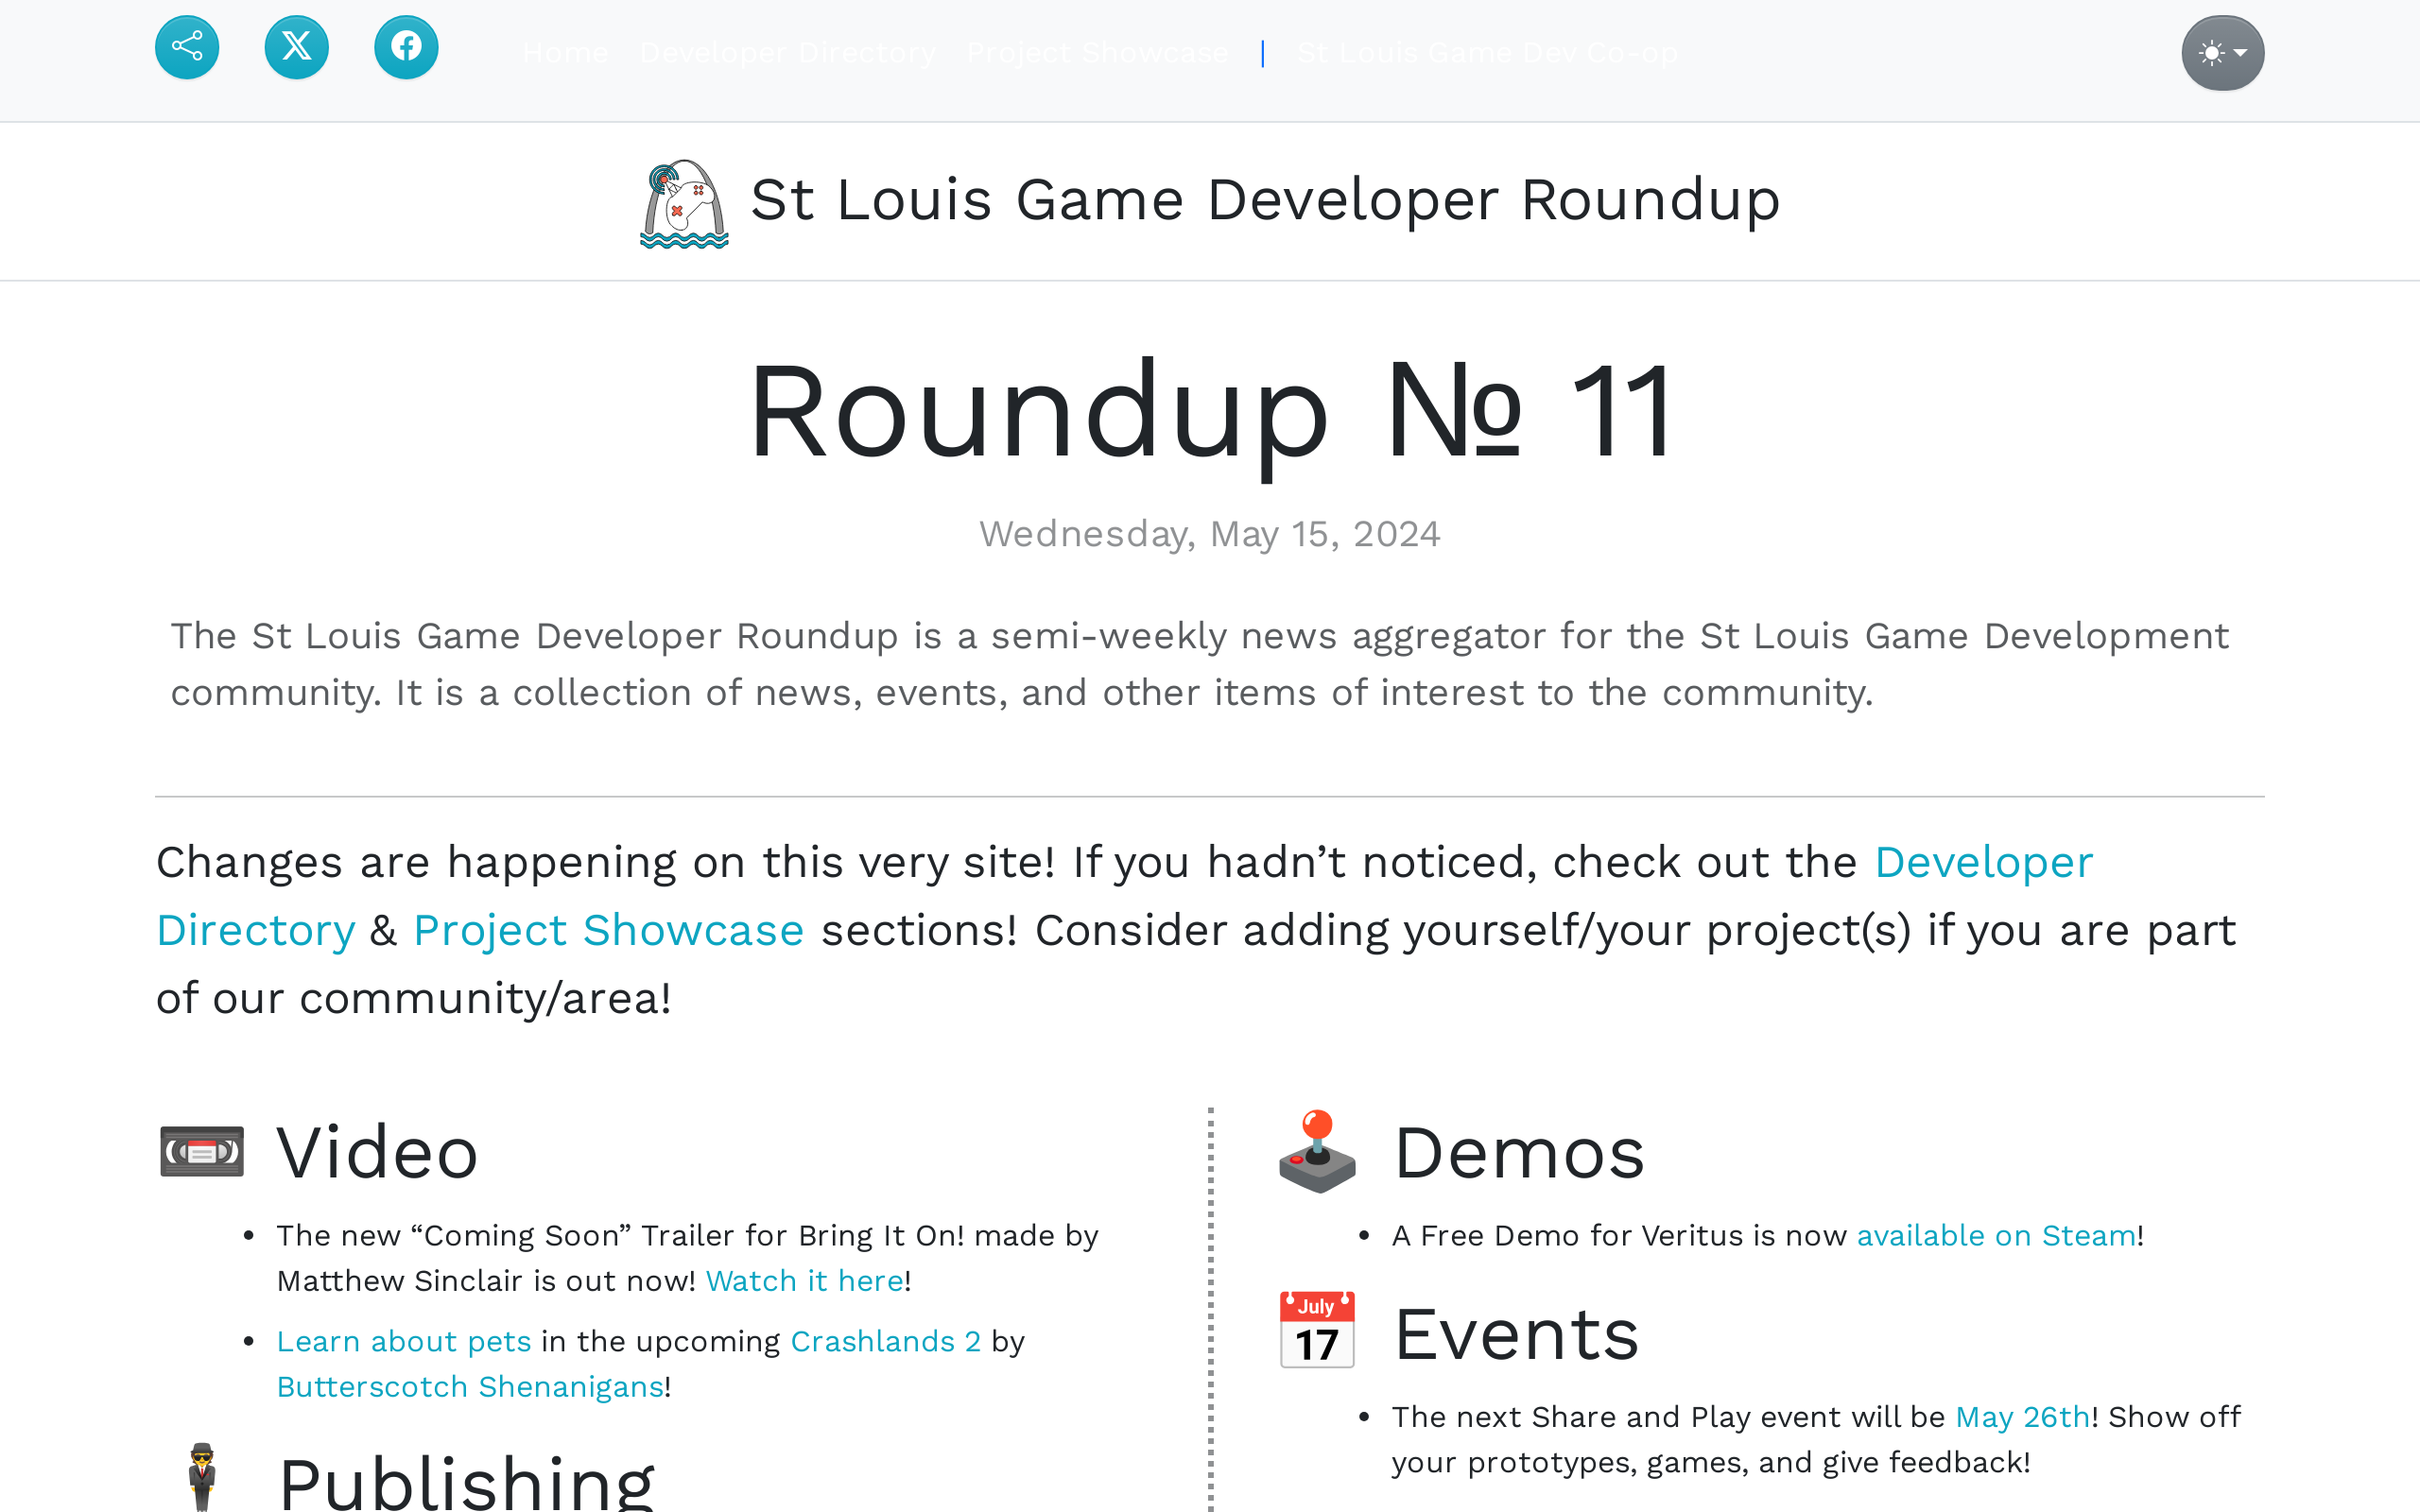 Home Developer Directory Project Showcase | St Louis Game Dev Co-op
St Louis Game Developer Roundup
Roundup № 11
Wednesday, May 15, 2024
The St Louis Game Developer Roundup is a semi-weekly news aggregator for the St Louis Game Development
community. It is a collection of news, events, and other items of interest to the community.
Changes are happening on this very site! If you hadn’t noticed, check out the Developer
Directory & Project Showcase sections! Consider adding yourself/your project(s) if you are part
of our community/area!
Video
• The new “Coming Soon” Trailer for Bring It On! made by
Matthew Sinclair is out now! Watch it here!
• Learn about pets in the upcoming Crashlands 2 by
Butterscotch Shenanigans!
Publishing
Demos
• A Free Demo for Veritus is now available on Steam!
July
17
Events
• The next Share and Play event will be May 26th! Show off
your prototypes, games, and give feedback!